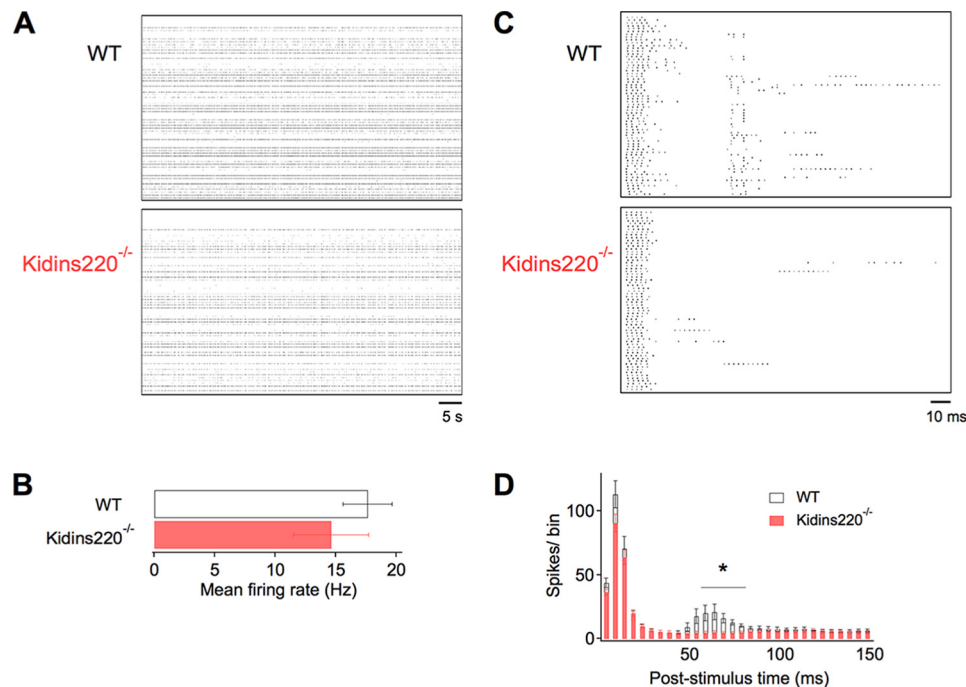 A
WT
Kidins220-/-
5 s
C
WT
Kidins220-/-
10 ms
B
WT
Kidins220-/-
0 5 10 15 20
Mean firing rate (Hz)
D
WT
Kidins220-/-
*
100
50
0
Spikes/ bin
50 100 150
Post-stimulus time (ms)